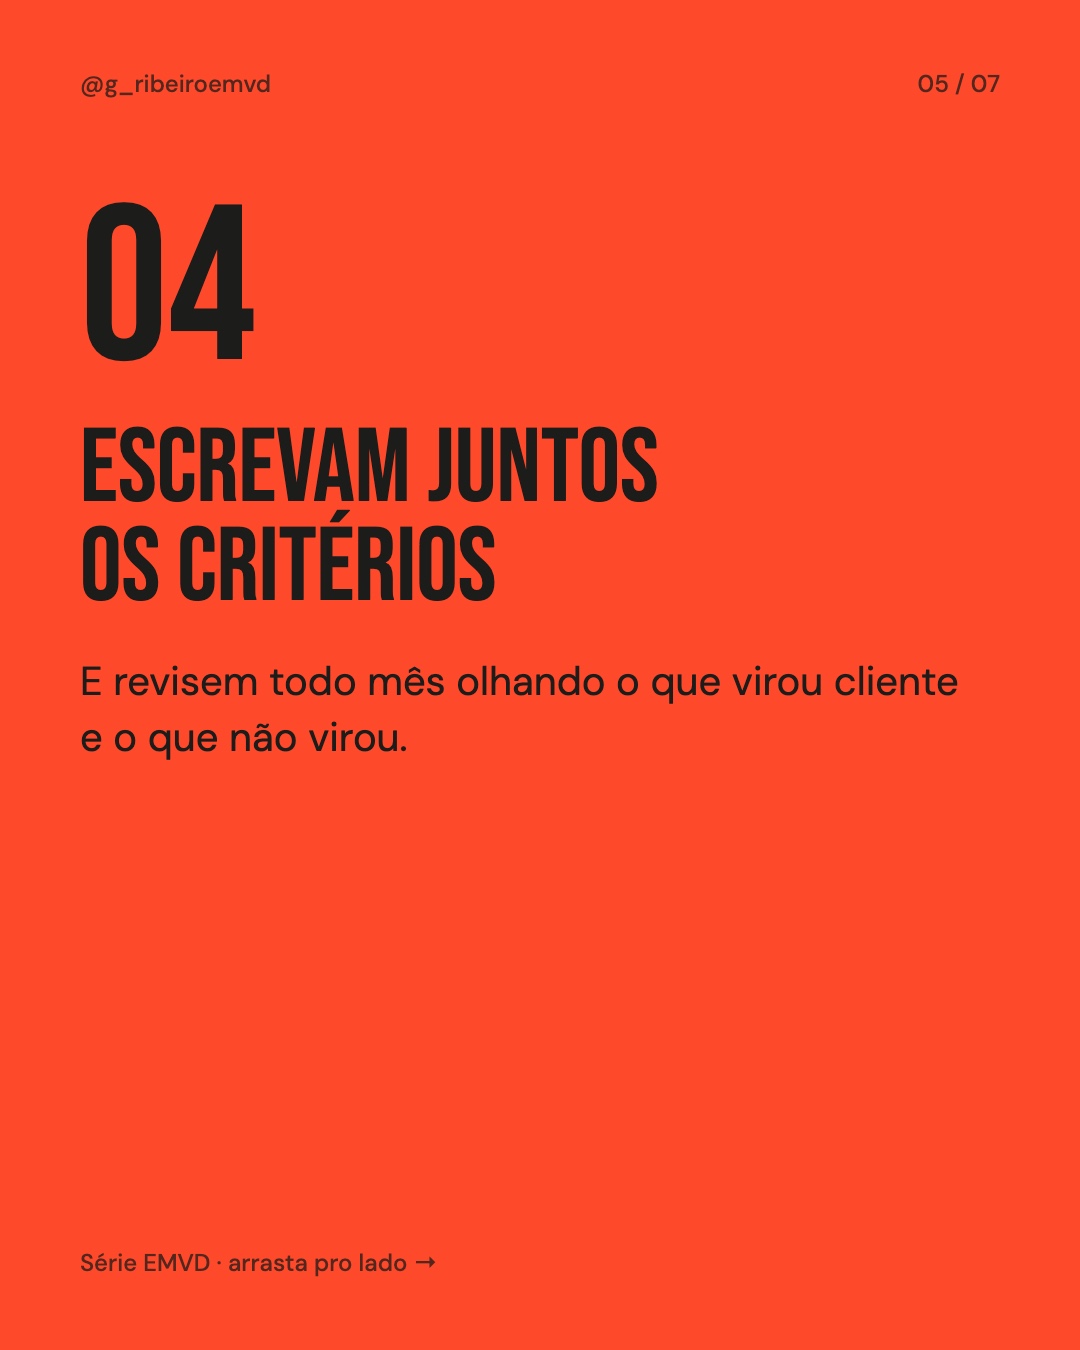 @g_ribeiroemvd
05 / 07
04
ESCREVAM JUNTOS
OS CRITÉRIOS
E revisem todo mês olhando o que virou cliente
e o que não virou.
Série EMVD · arrasta pro lado →